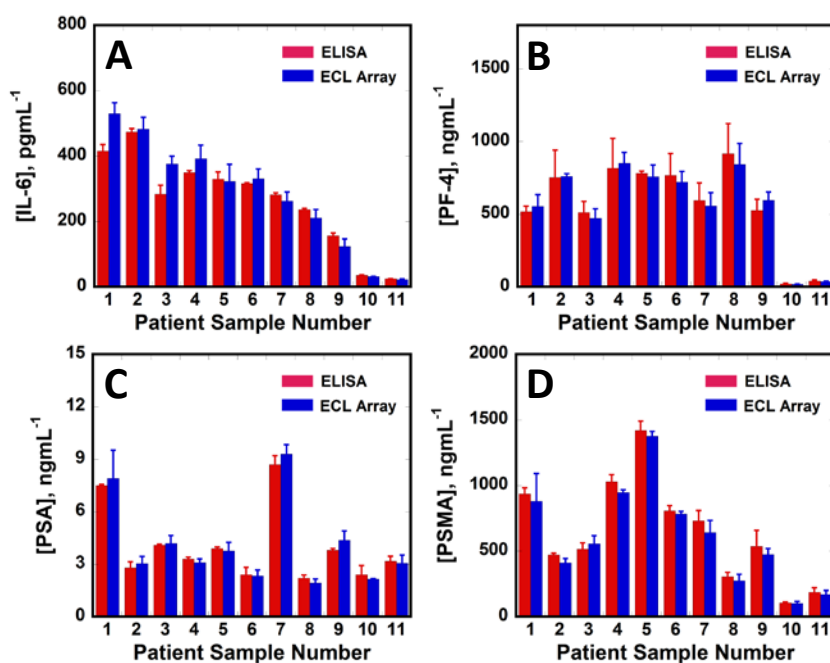 A
ELISA
ECL Array
[IL-6], pgmL⁻¹
800
600
400
200
0
1 2 3 4 5 6 7 8 9 10 11
Patient Sample Number
B
ELISA
ECL Array
[PF-4], ngmL⁻¹
1500
1000
500
0
1 2 3 4 5 6 7 8 9 10 11
Patient Sample Number
C
ELISA
ECL Array
[PSA], ngmL⁻¹
15
12
9
6
3
0
1 2 3 4 5 6 7 8 9 10 11
Patient Sample Number
D
ELISA
ECL Array
[PSMA], ngmL⁻¹
2000
1500
1000
500
0
1 2 3 4 5 6 7 8 9 10 11
Patient Sample Number